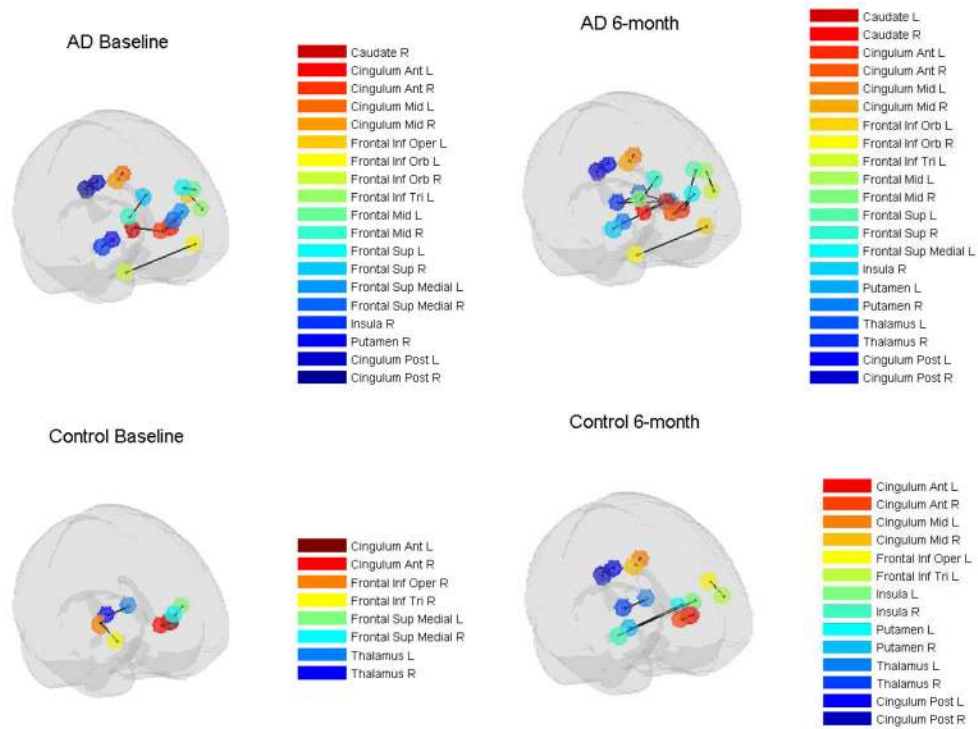 AD Baseline
Caudate R
Cingulum Ant L
Cingulum Ant R
Cingulum Mid L
Cingulum Mid R
Frontal Inf Oper L
Frontal Inf Orb L
Frontal Inf Orb R
Frontal Inf Tri L
Frontal Mid L
Frontal Mid R
Frontal Sup L
Frontal Sup R
Frontal Sup Medial L
Frontal Sup Medial R
Insula R
Putamen R
Cingulum Post L
Cingulum Post R
AD 6-month
Caudate L
Caudate R
Cingulum Ant L
Cingulum Ant R
Cingulum Mid L
Cingulum Mid R
Frontal Inf Orb L
Frontal Inf Orb R
Frontal Inf Tri L
Frontal Mid L
Frontal Mid R
Frontal Sup L
Frontal Sup R
Frontal Sup Medial L
Insula R
Putamen L
Putamen R
Thalamus L
Thalamus R
Cingulum Post L
Cingulum Post R
Control Baseline
Cingulum Ant L
Cingulum Ant R
Frontal Inf Oper R
Frontal Inf Tri R
Frontal Sup Medial L
Frontal Sup Medial R
Thalamus L
Thalamus R
Control 6-month
Cingulum Ant L
Cingulum Ant R
Cingulum Mid L
Cingulum Mid R
Frontal Inf Oper L
Frontal Inf Tri L
Insula L
Insula R
Putamen L
Putamen R
Thalamus L
Thalamus R
Cingulum Post L
Cingulum Post R